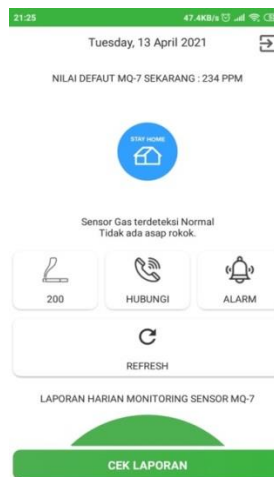 21:25 47.4KB/s
Tuesday, 13 April 2021
NILAI DEFAUT MQ-7 SEKARANG : 234 PPM
STAY HOME
Sensor Gas terdeteksi Normal
Tidak ada asap rokok.
200 HUBUNGI ALARM
REFRESH
LAPORAN HARIAN MONITORING SENSOR MQ-7
CEK LAPORAN